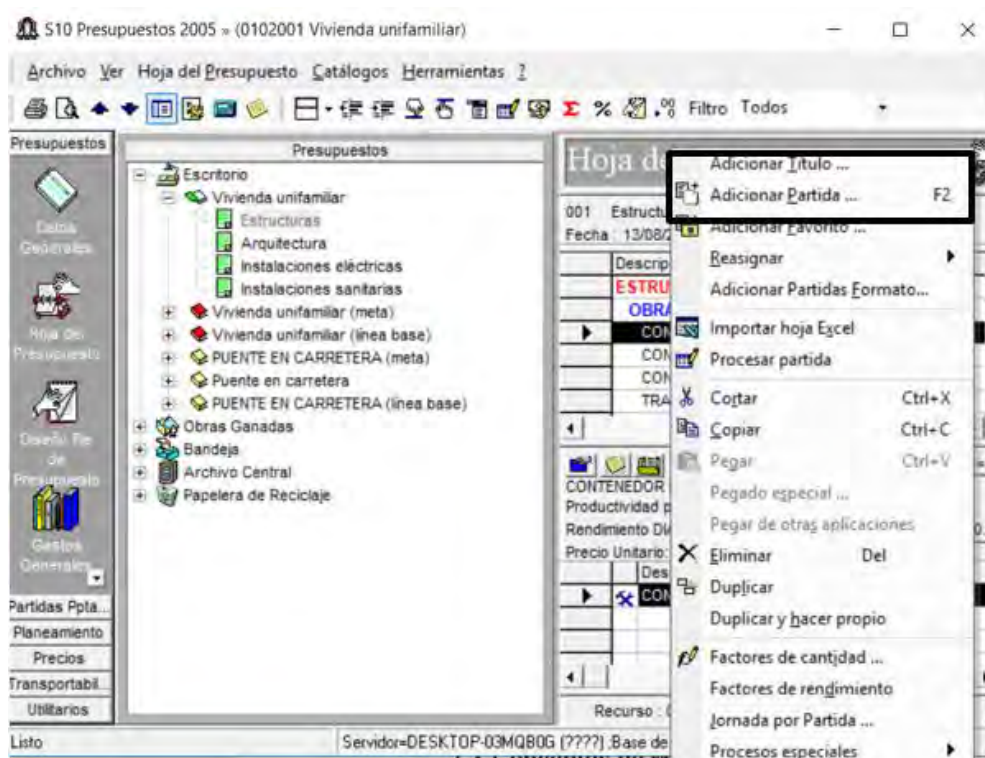 S10 Presupuestos 2005 » (0102001 Vivienda unifamiliar)
Archivo Ver Hoja del Presupuesto Catálogos Herramientas ?
Filtro Todos
Presupuestos
Datos
Generales
Hoja del
Presupuesto
Diseño Pie
de
Presupuesto
Gastos
Generales
Partidas Ppta...
Planeamiento
Precios
Transportabil...
Utilitarios
Presupuestos
Escritorio
Vivienda unifamiliar
Estructuras
Arquitectura
Instalaciones eléctricas
Instalaciones sanitarias
Vivienda unifamiliar (meta)
Vivienda unifamiliar (línea base)
PUENTE EN CARRETERA (meta)
Puente en carretera
PUENTE EN CARRETERA (línea base)
Obras Ganadas
Bandeja
Archivo Central
Papelera de Reciclaje
Hoja de
001 Estructu
Fecha : 13/08/2
Descrip
ESTRU
OBRA
CON
CON
CON
TRA
CONTENEDOR
Productividad p
Rendimiento DI
Precio Unitario:
Des
CON
Recurso :
Adicionar Título ...
Adicionar Partida ... F2
Adicionar Favorito ...
Reasignar
Adicionar Partidas Formato...
Importar hoja Excel
Procesar partida
Cortar Ctrl+X
Copiar Ctrl+C
Pegar Ctrl+V
Pegado especial ...
Pegar de otras aplicaciones
Eliminar Del
Duplicar
Duplicar y hacer propio
Factores de cantidad ...
Factores de rendimiento
Jornada por Partida ...
Procesos especiales
Listo
Servidor=DESKTOP-03MQB0G (????) ;Base de